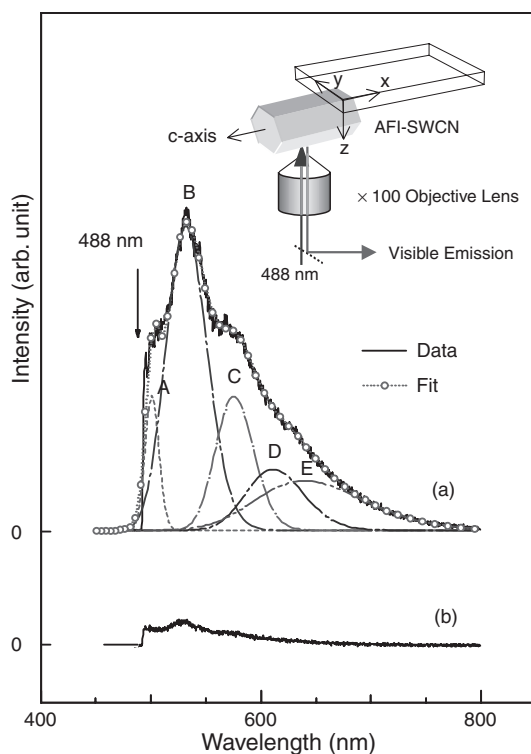 y
x
AFI-SWCN
c-axis
z
B
× 100 Objective Lens
488 nm
Visible Emission
488 nm
Intensity (arb. unit)
Data
Fit
A
C
D
E
(a)
0
(b)
0
400
600
800
Wavelength (nm)